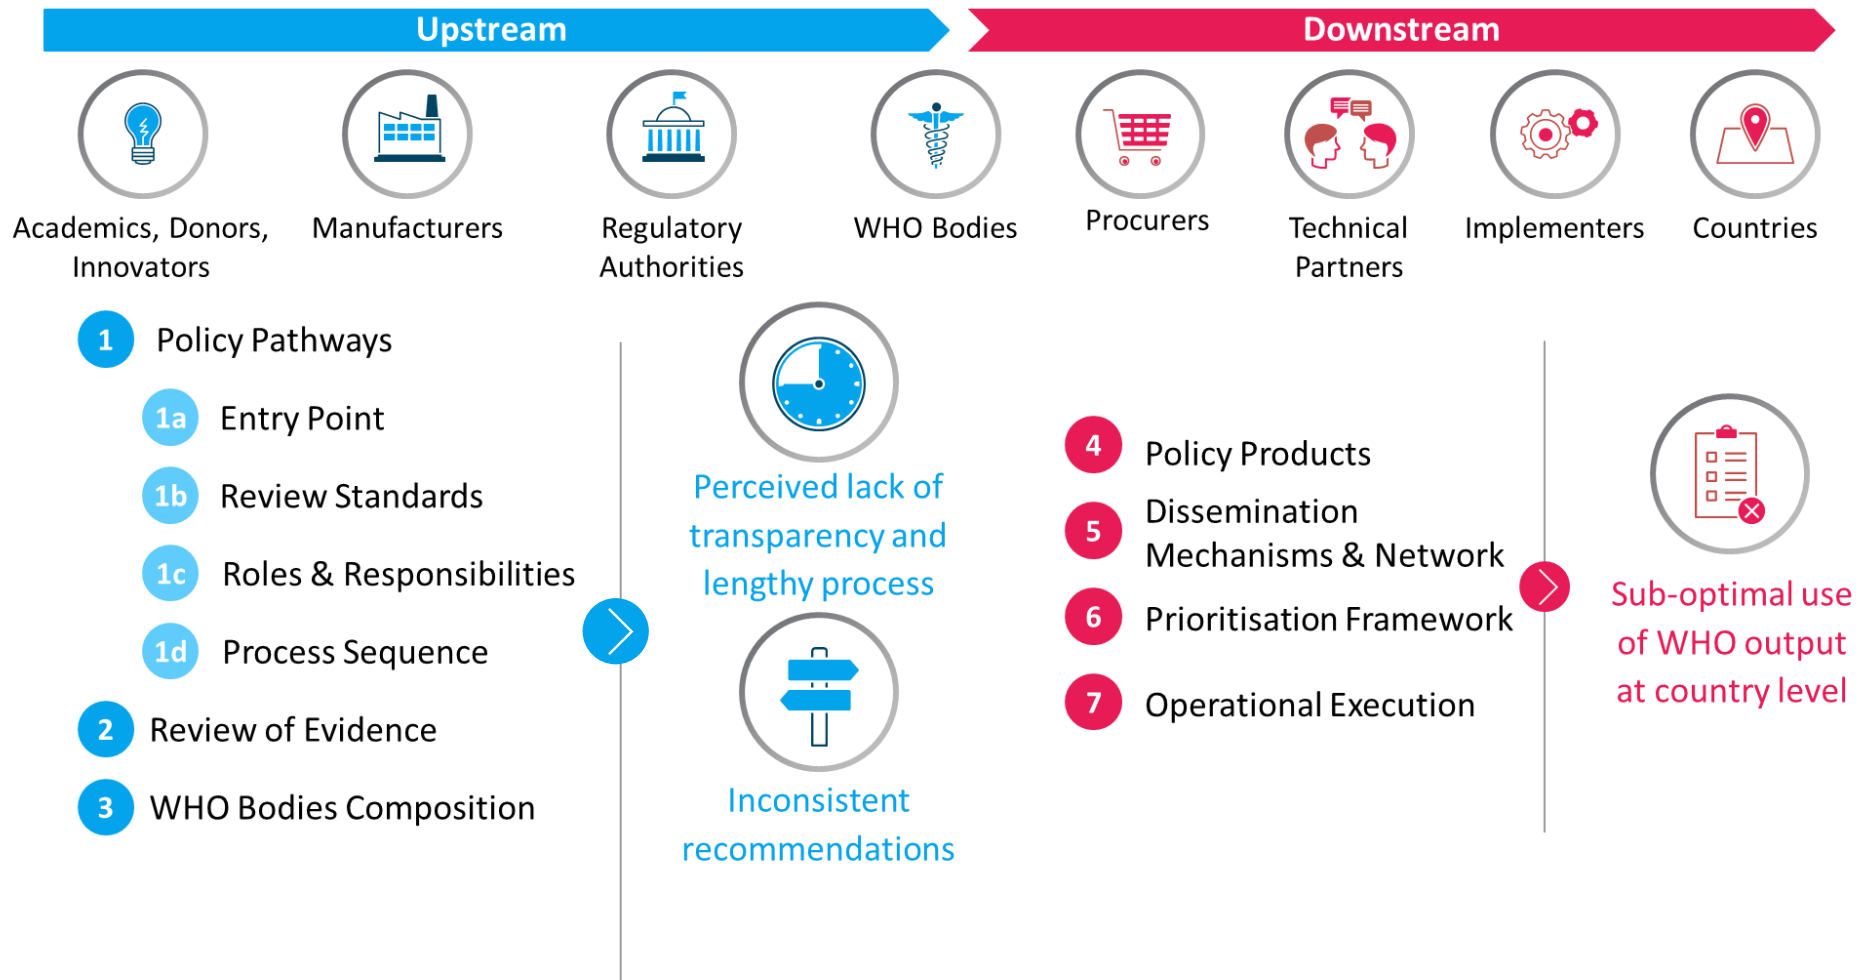 Upstream
Downstream
Academics, Donors,
Innovators
Manufacturers
Regulatory
Authorities
WHO Bodies
Procurers
Technical
Partners
Implementers
Countries
1 Policy Pathways
1a Entry Point
1b Review Standards
1c Roles & Responsibilities
1d Process Sequence
2 Review of Evidence
3 WHO Bodies Composition
Perceived lack of
transparency and
lengthy process
Inconsistent
recommendations
4 Policy Products
5 Dissemination
Mechanisms & Network
6 Prioritisation Framework
7 Operational Execution
Sub-optimal use
of WHO output
at country level